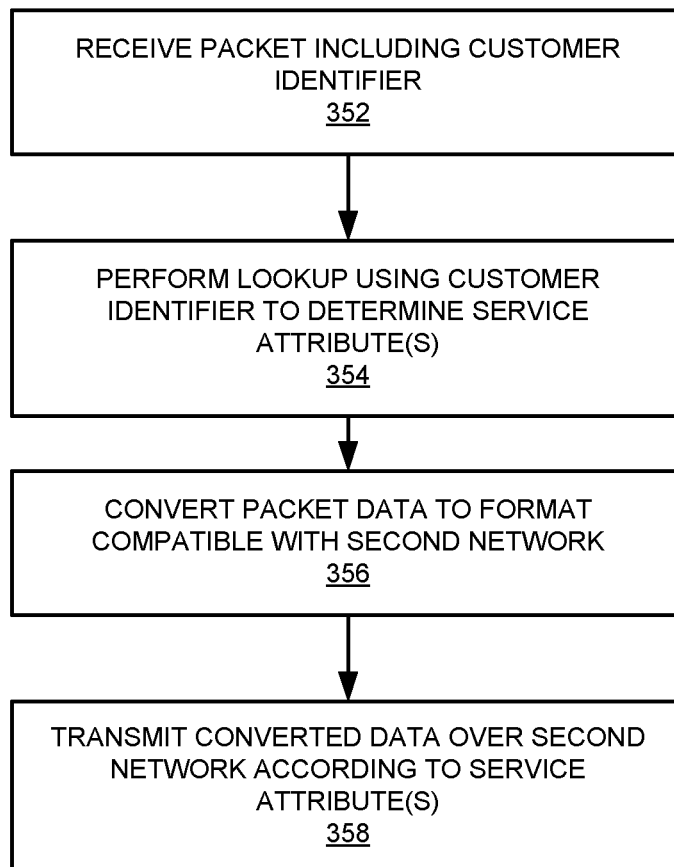 RECEIVE PACKET INCLUDING CUSTOMER
IDENTIFIER
352
PERFORM LOOKUP USING CUSTOMER
IDENTIFIER TO DETERMINE SERVICE
ATTRIBUTE(S)
354
CONVERT PACKET DATA TO FORMAT
COMPATIBLE WITH SECOND NETWORK
356
TRANSMIT CONVERTED DATA OVER SECOND
NETWORK ACCORDING TO SERVICE
ATTRIBUTE(S)
358